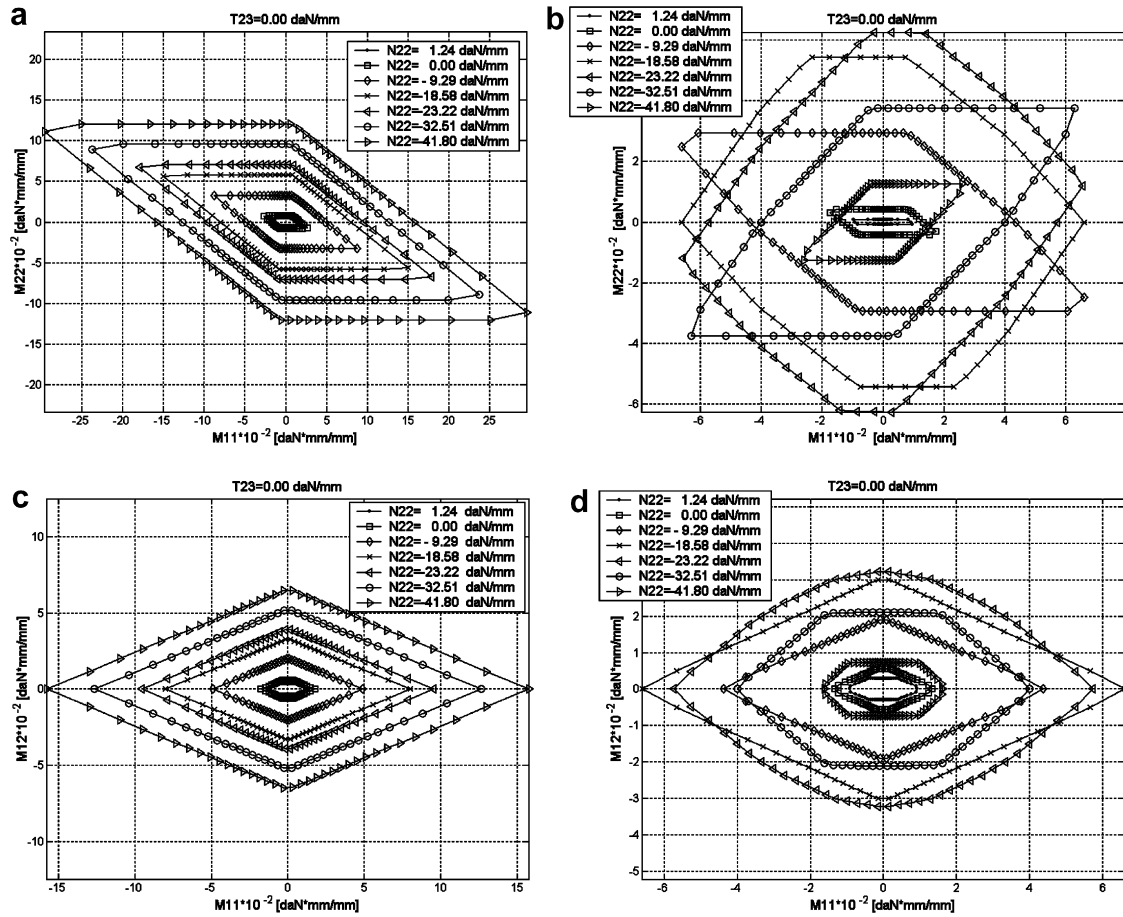 a
T23=0.00 daN/mm
N22= 1.24 daN/mm
N22= 0.00 daN/mm
N22=- 9.29 daN/mm
N22=-18.58 daN/mm
N22=-23.22 daN/mm
N22=-32.51 daN/mm
N22=-41.80 daN/mm
M22*10^-2 [daN*mm/mm]
20
15
10
5
0
-5
-10
-15
-20
-25 -20 -15 -10 -5 0 5 10 15 20 25
M11*10^-2 [daN*mm/mm]
b
T23=0.00 daN/mm
N22= 1.24 daN/mm
N22= 0.00 daN/mm
N22=- 9.29 daN/mm
N22=-18.58 daN/mm
N22=-23.22 daN/mm
N22=-32.51 daN/mm
N22=-41.80 daN/mm
M22*10^-2 [daN*mm/mm]
2
0
-2
-4
-6
-6 -4 -2 0 2 4 6
M11*10^-2 [daN*mm/mm]
c
T23=0.00 daN/mm
N22= 1.24 daN/mm
N22= 0.00 daN/mm
N22=- 9.29 daN/mm
N22=-18.58 daN/mm
N22=-23.22 daN/mm
N22=-32.51 daN/mm
N22=-41.80 daN/mm
M12*10^-2 [daN*mm/mm]
10
5
0
-5
-10
-15 -10 -5 0 5 10 15
M11*10^-2 [daN*mm/mm]
d
T23=0.00 daN/mm
N22= 1.24 daN/mm
N22= 0.00 daN/mm
N22=- 9.29 daN/mm
N22=-18.58 daN/mm
N22=-23.22 daN/mm
N22=-32.51 daN/mm
N22=-41.80 daN/mm
M12*10^-2 [daN*mm/mm]
2
1
0
-1
-2
-3
-4
-5
-6 -4 -2 0 2 4 6
M11*10^-2 [daN*mm/mm]